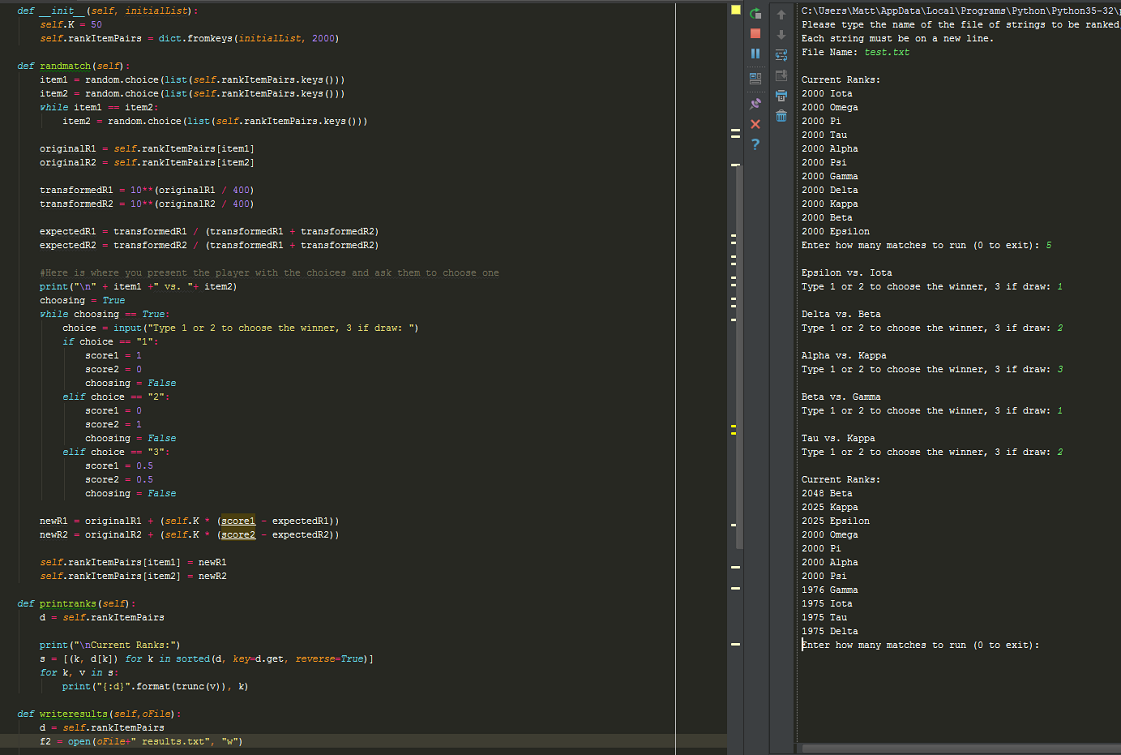 def __init__(self, initialList):
self.K = 50
self.rankItemPairs = dict.fromkeys(initialList, 2000)
def randmatch(self):
item1 = random.choice(list(self.rankItemPairs.keys()))
item2 = random.choice(list(self.rankItemPairs.keys()))
while item1 == item2:
item2 = random.choice(list(self.rankItemPairs.keys()))
originalR1 = self.rankItemPairs[item1]
originalR2 = self.rankItemPairs[item2]
transformedR1 = 10**(originalR1 / 400)
transformedR2 = 10**(originalR2 / 400)
expectedR1 = transformedR1 / (transformedR1 + transformedR2)
expectedR2 = transformedR2 / (transformedR1 + transformedR2)
#Here is where you present the player with the choices and ask them to choose one
print("\n" + item1 +" vs. "+ item2)
choosing = True
while choosing == True:
choice = input("Type 1 or 2 to choose the winner, 3 if draw: ")
if choice == "1":
score1 = 1
score2 = 0
choosing = False
elif choice == "2":
score1 = 0
score2 = 1
choosing = False
elif choice == "3":
score1 = 0.5
score2 = 0.5
choosing = False
newR1 = originalR1 + (self.K * (score1 - expectedR1))
newR2 = originalR2 + (self.K * (score2 - expectedR2))
self.rankItemPairs[item1] = newR1
self.rankItemPairs[item2] = newR2
def printranks(self):
d = self.rankItemPairs
print("\nCurrent Ranks:")
s = [(k, d[k]) for k in sorted(d, key=d.get, reverse=True)]
for k, v in s:
print("{:d}".format(trunc(v)), k)
def writeresults(self,oFile):
d = self.rankItemPairs
f2 = open(oFile+" results.txt", "w")
C:\Users\Matt\AppData\Local\Programs\Python\Python35-32\
Please type the name of the file of strings to be ranked
Each string must be on a new line.
File Name: test.txt
Current Ranks:
2000 Iota
2000 Omega
2000 Pi
2000 Tau
2000 Alpha
2000 Psi
2000 Gamma
2000 Delta
2000 Kappa
2000 Beta
2000 Epsilon
Enter how many matches to run (0 to exit): 5
Epsilon vs. Iota
Type 1 or 2 to choose the winner, 3 if draw: 1
Delta vs. Beta
Type 1 or 2 to choose the winner, 3 if draw: 2
Alpha vs. Kappa
Type 1 or 2 to choose the winner, 3 if draw: 3
Beta vs. Gamma
Type 1 or 2 to choose the winner, 3 if draw: 1
Tau vs. Kappa
Type 1 or 2 to choose the winner, 3 if draw: 2
Current Ranks:
2048 Beta
2025 Kappa
2025 Epsilon
2000 Omega
2000 Pi
2000 Alpha
2000 Psi
1976 Gamma
1975 Iota
1975 Tau
1975 Delta
Enter how many matches to run (0 to exit):